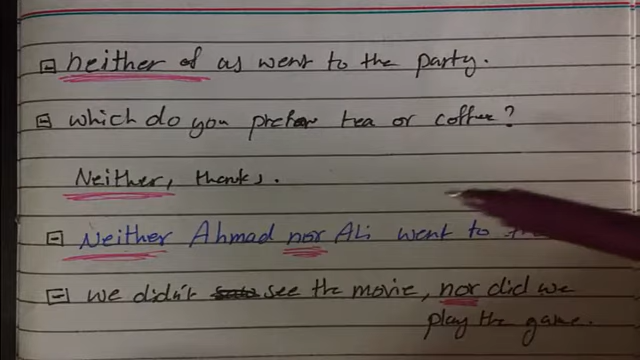 neither of us went to the party.
which do you prefer tea or coffee?
Neither, thanks.
Neither Ahmad nor Ali went to
we didn't see the movie, nor did we
play the game.